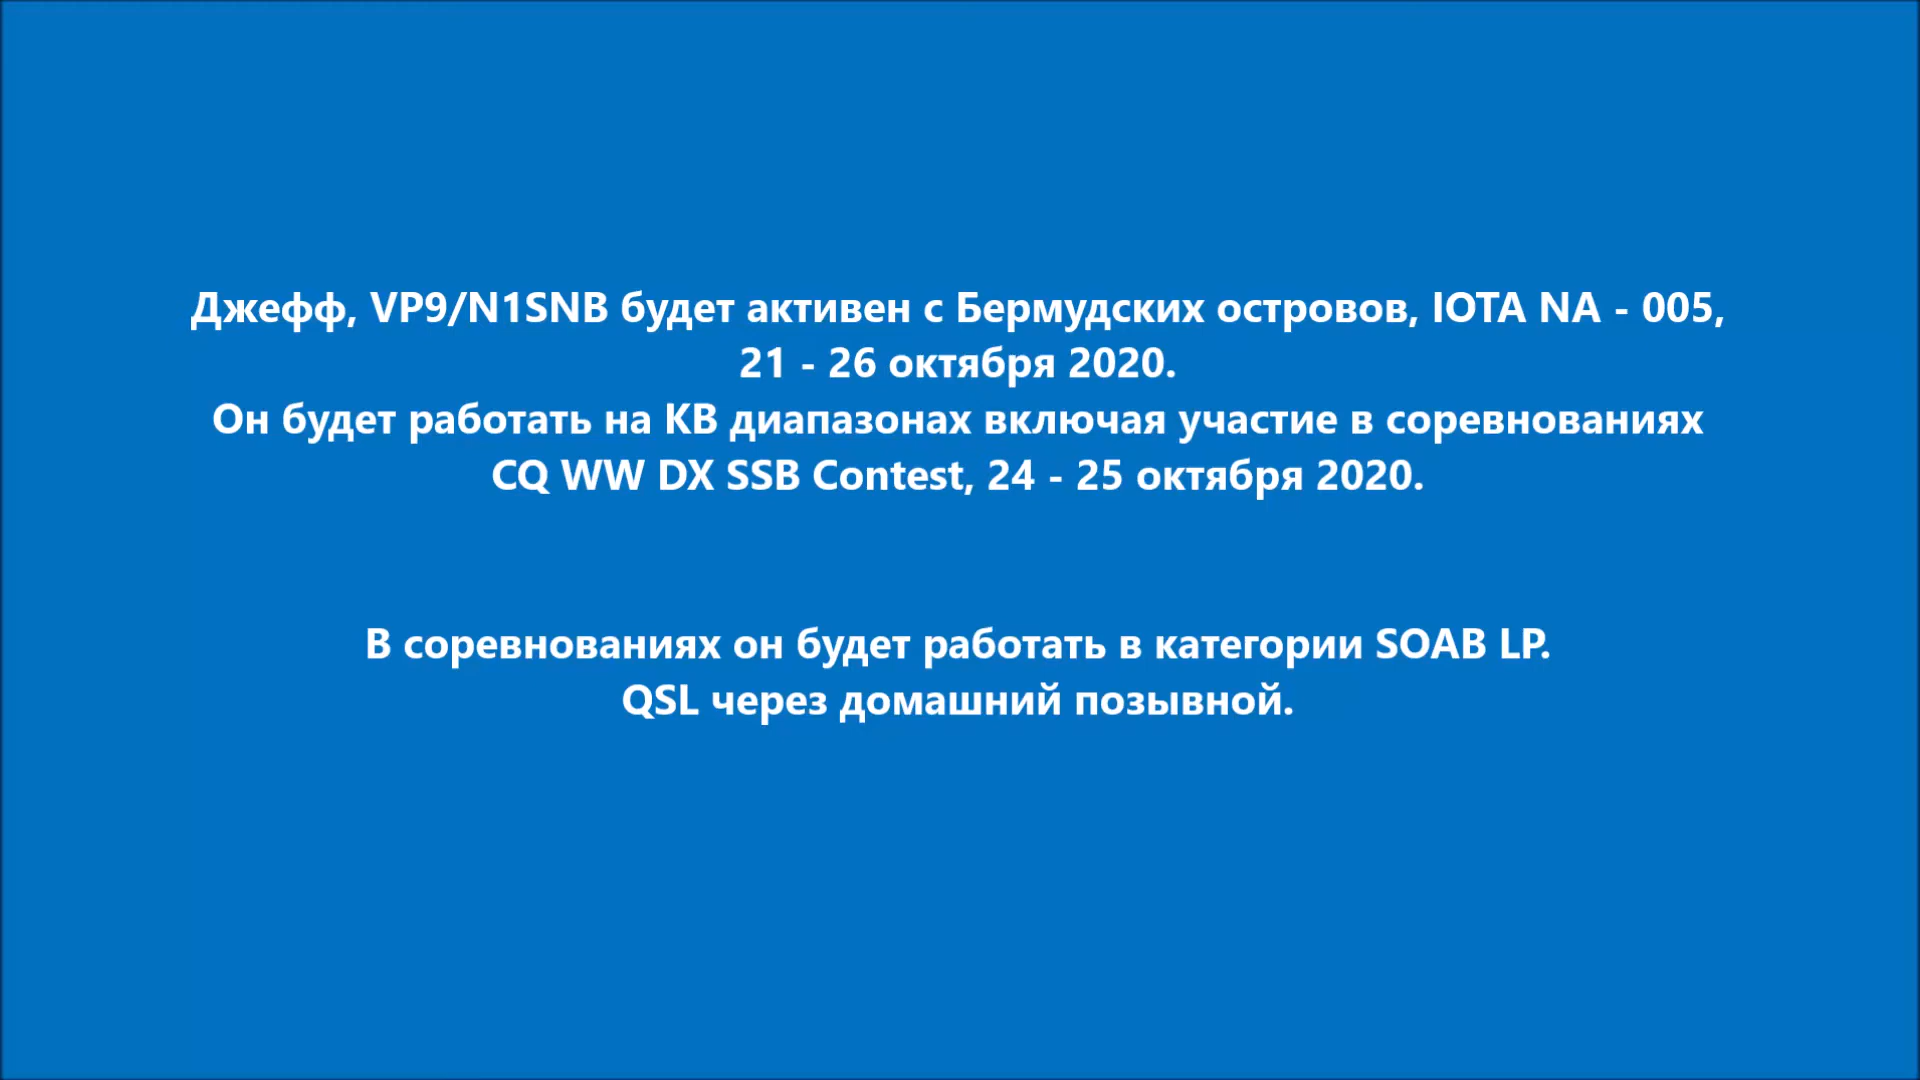 Джефф, VP9/N1SNB будет активен с Бермудских островов, IOTA NA - 005,
21 - 26 октября 2020.
Он будет работать на КВ диапазонах включая участие в соревнованиях
CQ WW DX SSB Contest, 24 - 25 октября 2020.
В соревнованиях он будет работать в категории SOAB LP.
QSL через домашний позывной.